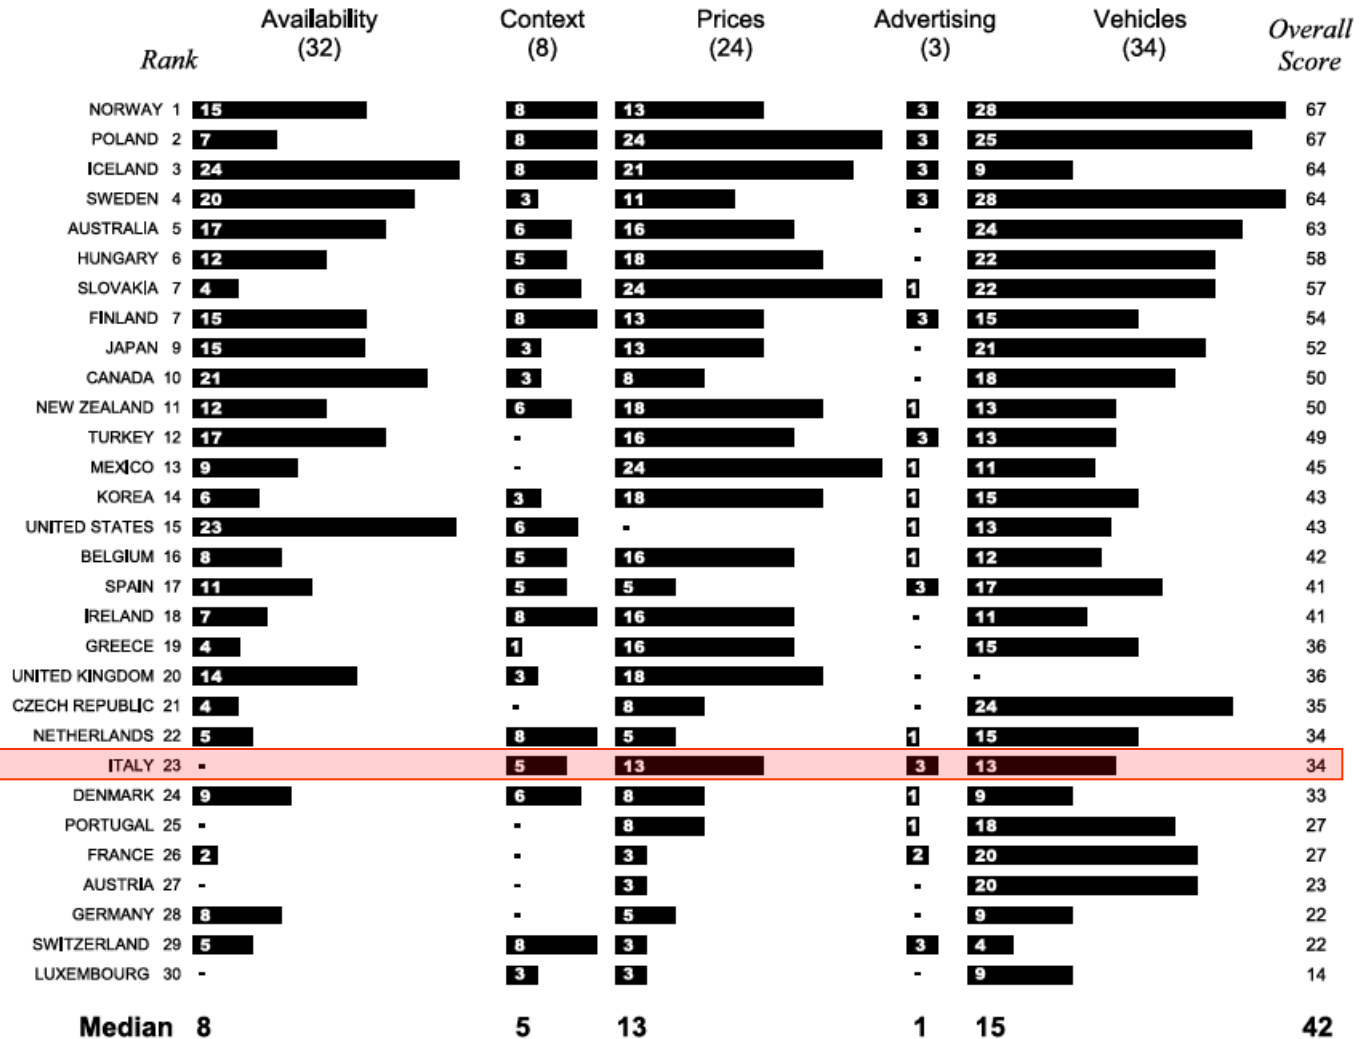 Availability Context Prices Advertising Vehicles
Rank (32) (8) (24) (3) (34) Overall Score
NORWAY 1 15 8 13 3 28 67
POLAND 2 7 8 24 3 25 67
ICELAND 3 24 8 21 3 9 64
SWEDEN 4 20 3 11 3 28 64
AUSTRALIA 5 17 6 16 - 24 63
HUNGARY 6 12 5 18 - 22 58
SLOVAKIA 7 4 6 24 1 22 57
FINLAND 7 15 8 13 3 15 54
JAPAN 9 15 3 13 - 21 52
CANADA 10 21 3 8 - 18 50
NEW ZEALAND 11 12 6 18 1 13 50
TURKEY 12 17 - 16 3 13 49
MEXICO 13 9 - 24 1 11 45
KOREA 14 6 3 18 1 15 43
UNITED STATES 15 23 6 - 1 13 43
BELGIUM 16 8 5 16 1 12 42
SPAIN 17 11 5 5 3 17 41
IRELAND 18 7 8 16 - 11 41
GREECE 19 4 1 16 - 15 36
UNITED KINGDOM 20 14 3 18 - - 36
CZECH REPUBLIC 21 4 - 8 - 24 35
NETHERLANDS 22 5 8 5 1 15 34
ITALY 23 - 5 13 3 13 34
DENMARK 24 9 6 8 1 9 33
PORTUGAL 25 - - 8 1 18 27
FRANCE 26 2 - 3 2 20 27
AUSTRIA 27 - - 3 - 20 23
GERMANY 28 8 - 5 - 9 22
SWITZERLAND 29 5 8 3 3 4 22
LUXEMBOURG 30 - 3 3 - 9 14
Median 8 5 13 1 15 42